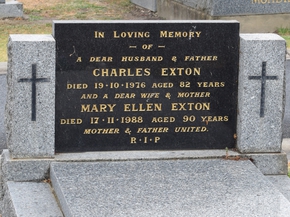 IN LOVING MEMORY
- OF -
A DEAR HUSBAND & FATHER
CHARLES EXTON
DIED 19·10·1976 AGED 82 YEARS
AND A DEAR WIFE & MOTHER
MARY ELLEN EXTON
DIED 17·11·1988 AGED 90 YEARS
MOTHER & FATHER UNITED.
R·I·P